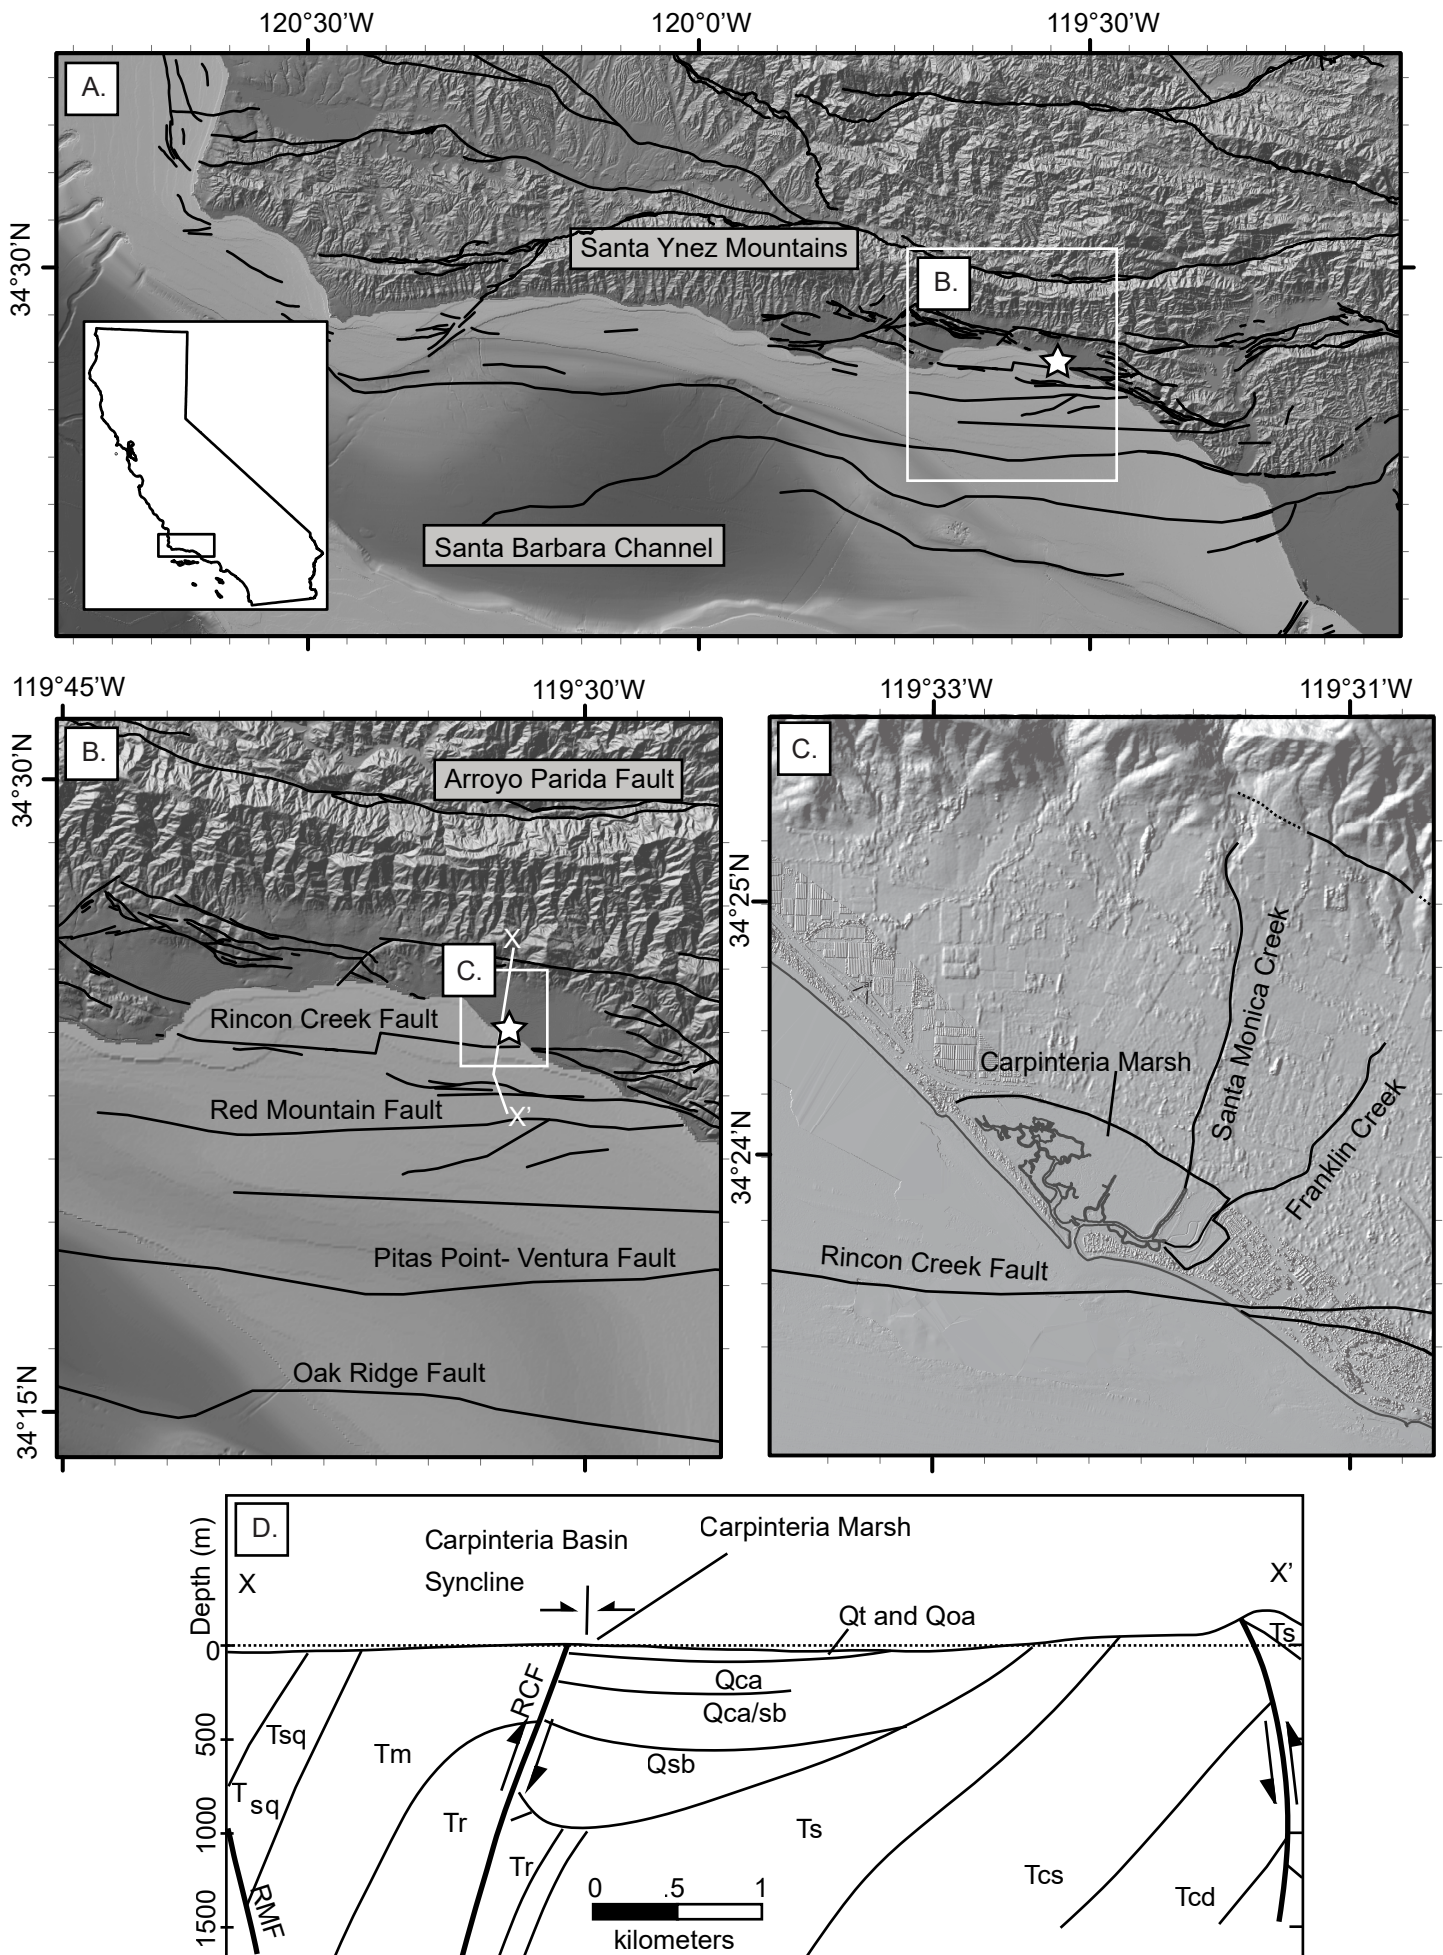 120°30'W
120°0'W
119°30'W
A.
34°30'N
Santa Ynez Mountains
B.
Santa Barbara Channel
119°45'W
119°30'W
119°33'W
119°31'W
B.
34°30'N
Arroyo Parida Fault
C.
X
Rincon Creek Fault
Red Mountain Fault
X'
Pitas Point- Ventura Fault
Oak Ridge Fault
34°15'N
C.
34°25'N
34°24'N
Santa Monica Creek
Carpinteria Marsh
Franklin Creek
Rincon Creek Fault
D.
Depth (m)
Carpinteria Basin
Syncline
Carpinteria Marsh
X
X'
Qt and Qoa
0
Ts
RCF
Qca
Qca/sb
500
Tsq
Tm
Qsb
Tsq
Tr
1000
Ts
Tr
Tcs
Tcd
RMF
0 .5 1
1500
kilometers